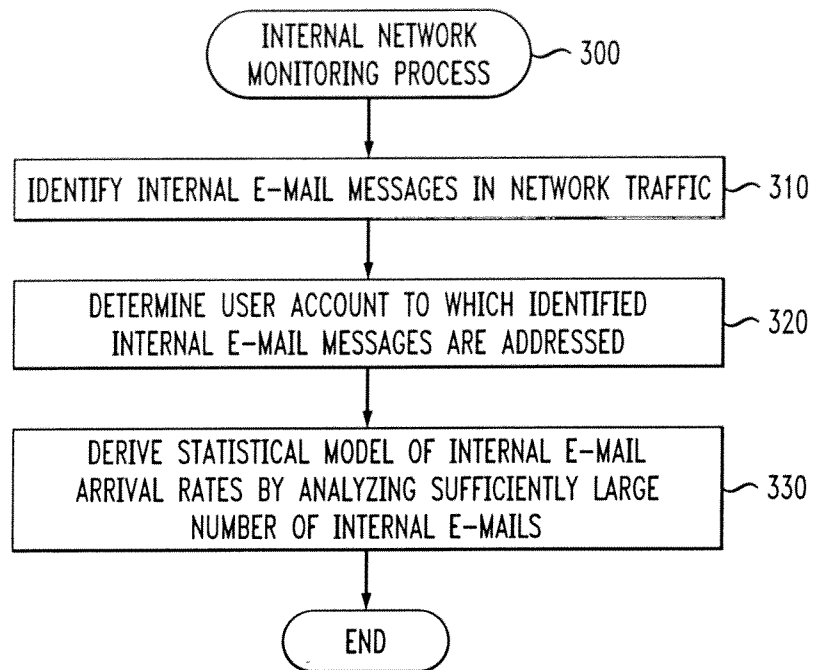 INTERNAL NETWORK
MONITORING PROCESS
300
IDENTIFY INTERNAL E-MAIL MESSAGES IN NETWORK TRAFFIC
310
DETERMINE USER ACCOUNT TO WHICH IDENTIFIED
INTERNAL E-MAIL MESSAGES ARE ADDRESSED
320
DERIVE STATISTICAL MODEL OF INTERNAL E-MAIL
ARRIVAL RATES BY ANALYZING SUFFICIENTLY LARGE
NUMBER OF INTERNAL E-MAILS
330
END